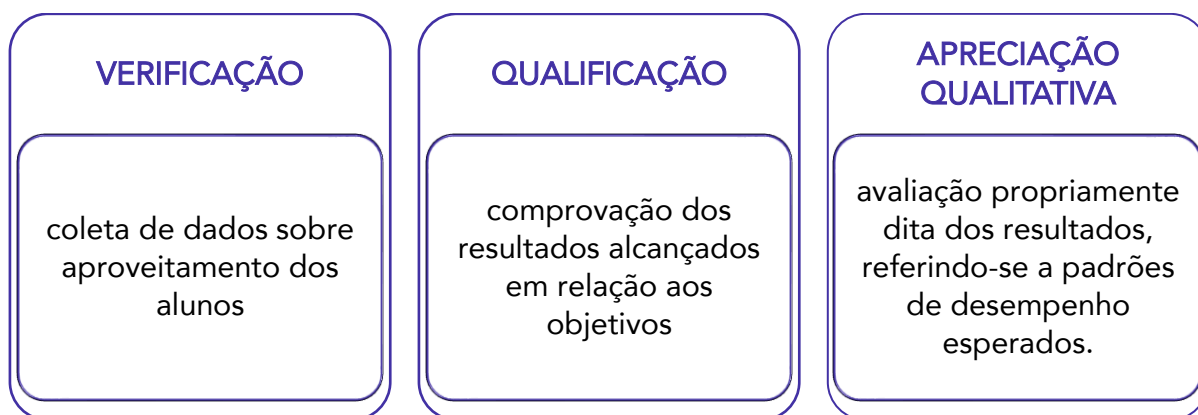 VERIFICAÇÃO
coleta de dados sobre
aproveitamento dos
alunos
QUALIFICAÇÃO
comprovação dos
resultados alcançados
em relação aos
objetivos
APRECIAÇÃO
QUALITATIVA
avaliação propriamente
dita dos resultados,
referindo-se a padrões
de desempenho
esperados.